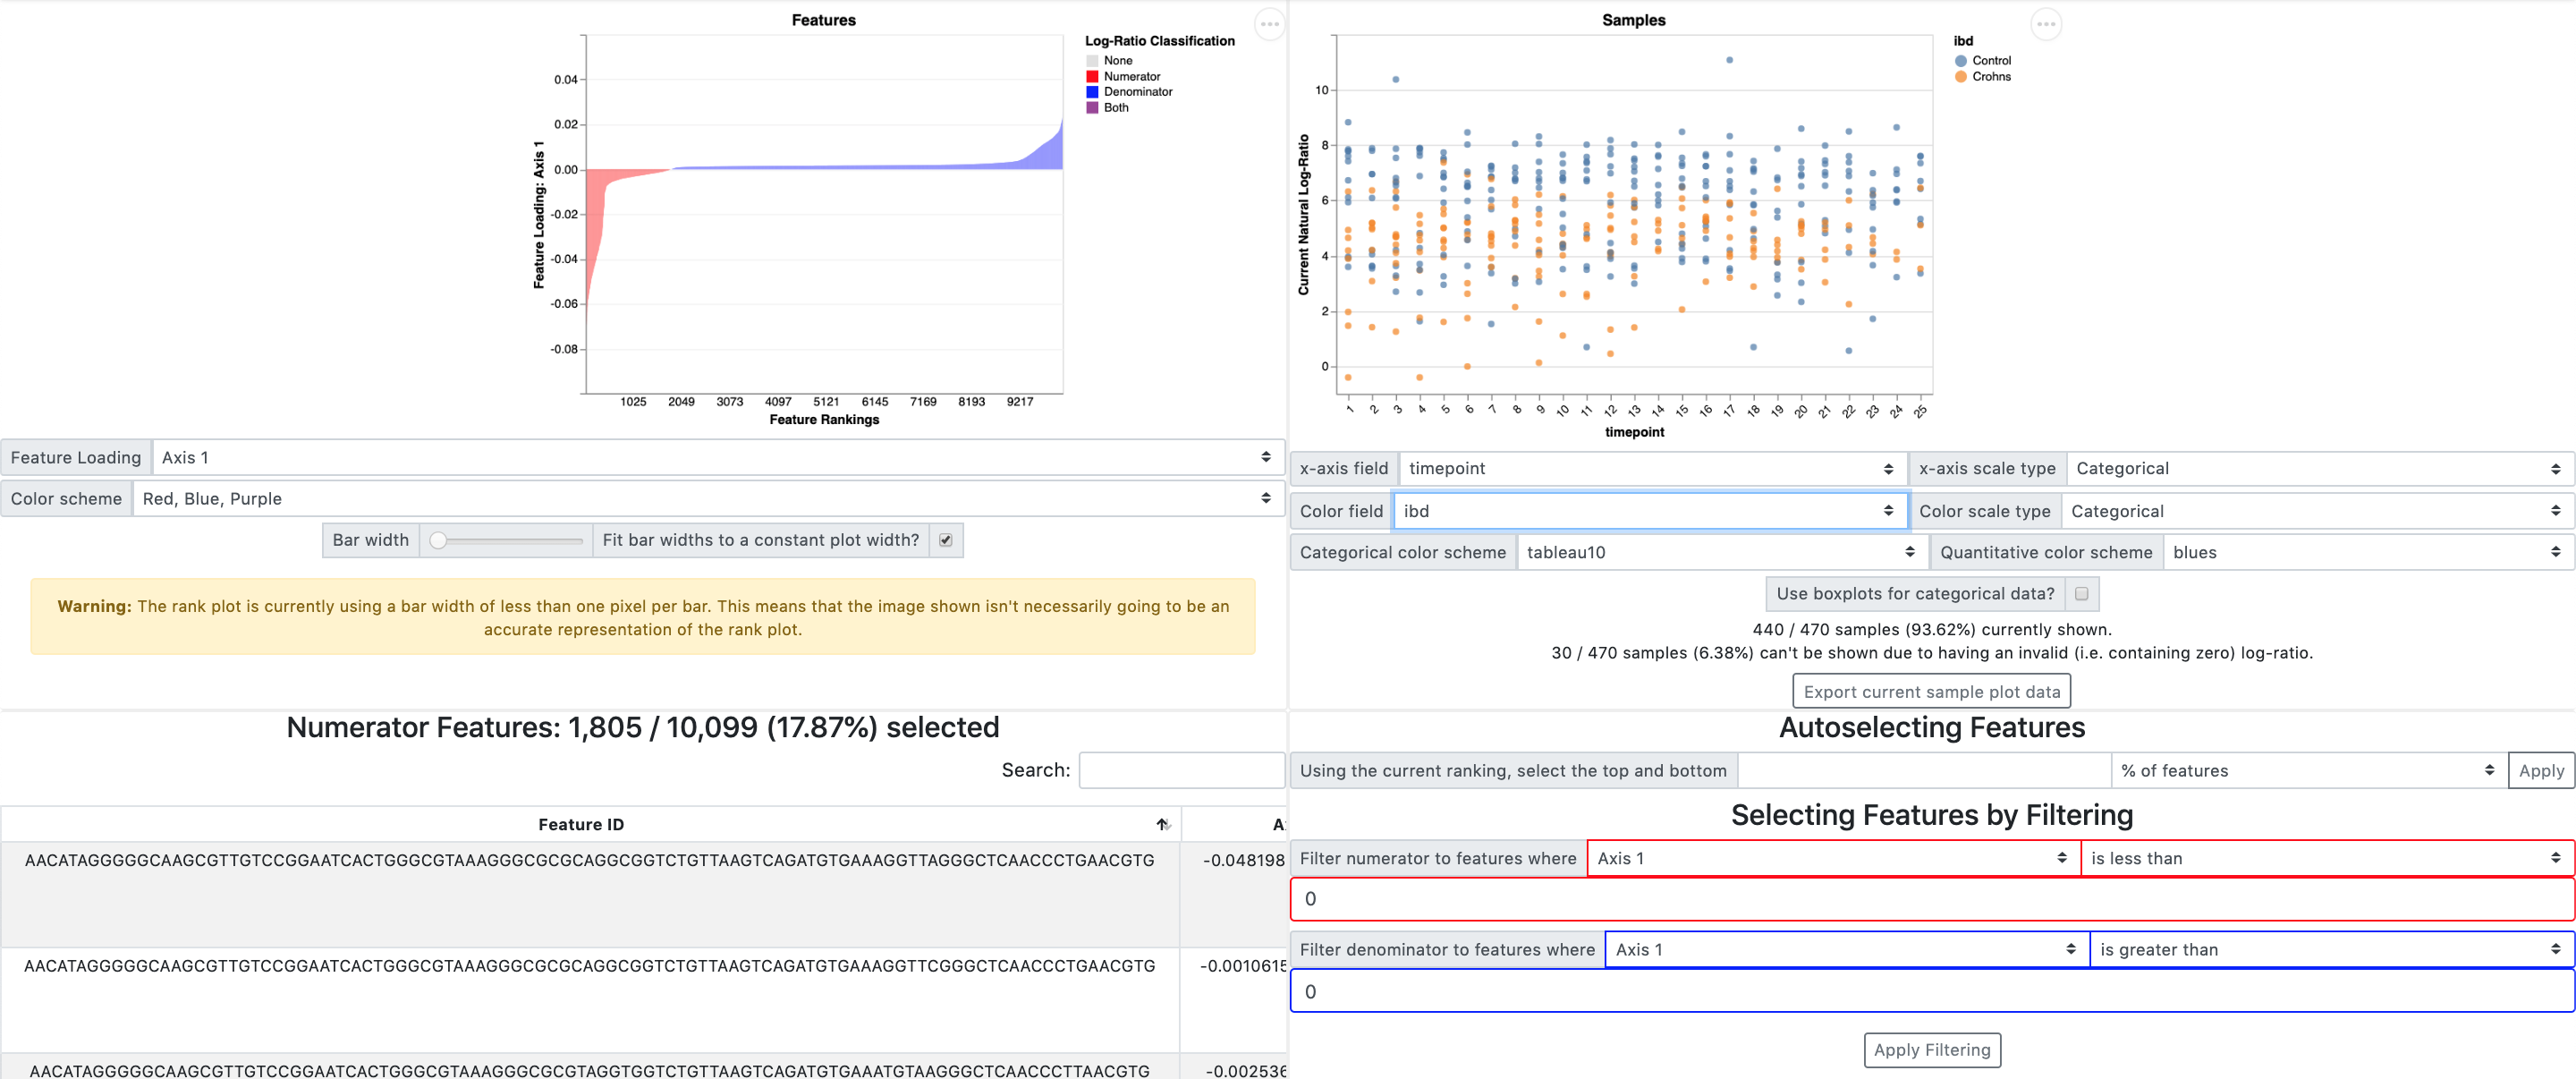 Features
Log-Ratio Classification
None
Numerator
Denominator
Both
0.04
0.02
0.00
-0.02
-0.04
-0.06
-0.08
Feature Loading: Axis 1
1025 2049 3073 4097 5121 6145 7169 8193 9217
Feature Rankings
Feature Loading Axis 1
Color scheme Red, Blue, Purple
Bar width Fit bar widths to a constant plot width?
Warning: The rank plot is currently using a bar width of less than one pixel per bar. This means that the image shown isn't necessarily going to be an
accurate representation of the rank plot.
Samples
ibd
Control
Crohns
10
8
6
4
2
0
Current Natural Log-Ratio
1 2 3 4 5 6 7 8 9 10 11 12 13 14 15 16 17 18 19 20 21 22 23 24 25
timepoint
x-axis field timepoint x-axis scale type Categorical
Color field ibd Color scale type Categorical
Categorical color scheme tableau10 Quantitative color scheme blues
Use boxplots for categorical data?
440 / 470 samples (93.62%) currently shown.
30 / 470 samples (6.38%) can't be shown due to having an invalid (i.e. containing zero) log-ratio.
Export current sample plot data
Numerator Features: 1,805 / 10,099 (17.87%) selected
Search:
Feature ID A
AACATAGGGGGCAAGCGTTGTCCGGAATCACTGGGCGTAAAGGGCGCGCAGGCGGTCTGTTAAGTCAGATGTGAAAGGTTAGGGCTCAACCCTGAACGTG -0.048198
AACATAGGGGGCAAGCGTTGTCCGGAATCACTGGGCGTAAAGGGCGCGCAGGCGGTCTGTTAAGTCAGATGTGAAAGGTTCGGGCTCAACCCTGAACGTG -0.0010615
AACATAGGGGGCAAGCGTTGTCCGGAATCACTGGGCGTAAAGGGCGCGTAGGTGGTCTGTTAAGTCAGATGTGAAATGTAAGGGCTCAACCCTTAACGTG -0.002536
Autoselecting Features
Using the current ranking, select the top and bottom % of features Apply
Selecting Features by Filtering
Filter numerator to features where Axis 1 is less than
0
Filter denominator to features where Axis 1 is greater than
0
Apply Filtering